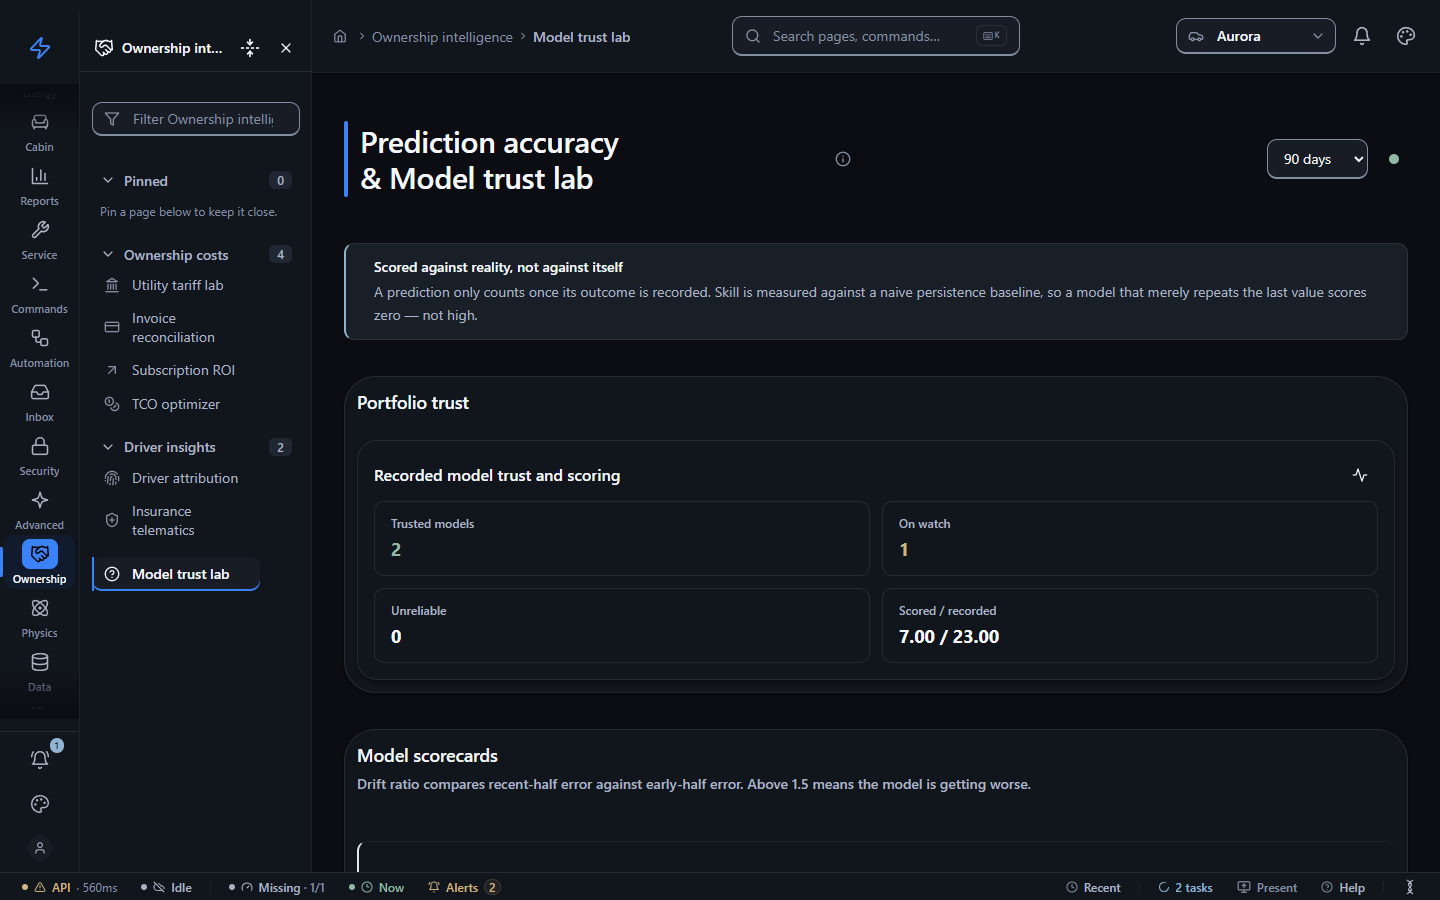 Cabin
Reports
Service
Commands
Automation
Inbox
Security
Advanced
Ownership
Physics
Data
1
Ownership int...
Filter Ownership intelli
Pinned 0
Pin a page below to keep it close.
Ownership costs 4
Utility tariff lab
Invoice
reconciliation
Subscription ROI
TCO optimizer
Driver insights 2
Driver attribution
Insurance
telematics
Model trust lab
Ownership intelligence > Model trust lab
Search pages, commands... K
Aurora
Prediction accuracy
& Model trust lab
90 days
Scored against reality, not against itself
A prediction only counts once its outcome is recorded. Skill is measured against a naive persistence baseline, so a model that merely repeats the last value scores
zero — not high.
Portfolio trust
Recorded model trust and scoring
Trusted models
2
On watch
1
Unreliable
0
Scored / recorded
7.00 / 23.00
Model scorecards
Drift ratio compares recent-half error against early-half error. Above 1.5 means the model is getting worse.
API · 560ms Idle Missing · 1/1 Now Alerts 2 Recent 2 tasks Present Help